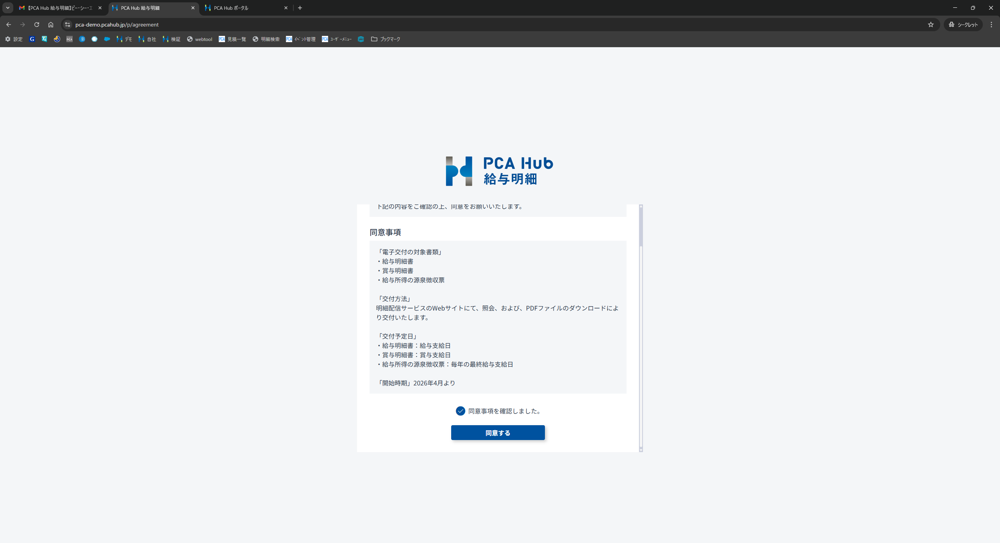 【PCA Hub 給与明細】ピー・シー・エ
PCA Hub 給与明細
PCA Hub ポータル
pca-demo.pcahub.jp/p/agreement
シークレット
設定
G
PCA
デモ
自社
検証
webtool
PCA 見積一覧
明細検索
PCA イベント管理
PCA ユーザーメニュー
ブックマーク
PCA Hub
給与明細
下記の内容をご確認の上、同意をお願いいたします。
同意事項
「電子交付の対象書類」
・給与明細書
・賞与明細書
・給与所得の源泉徴収票
「交付方法」
明細配信サービスのWebサイトにて、照会、および、PDFファイルのダウンロードによ
り交付いたします。
「交付予定日」
・給与明細書：給与支給日
・賞与明細書：賞与支給日
・給与所得の源泉徴収票：毎年の最終給与支給日
「開始時期」2026年4月より
同意事項を確認しました。
同意する